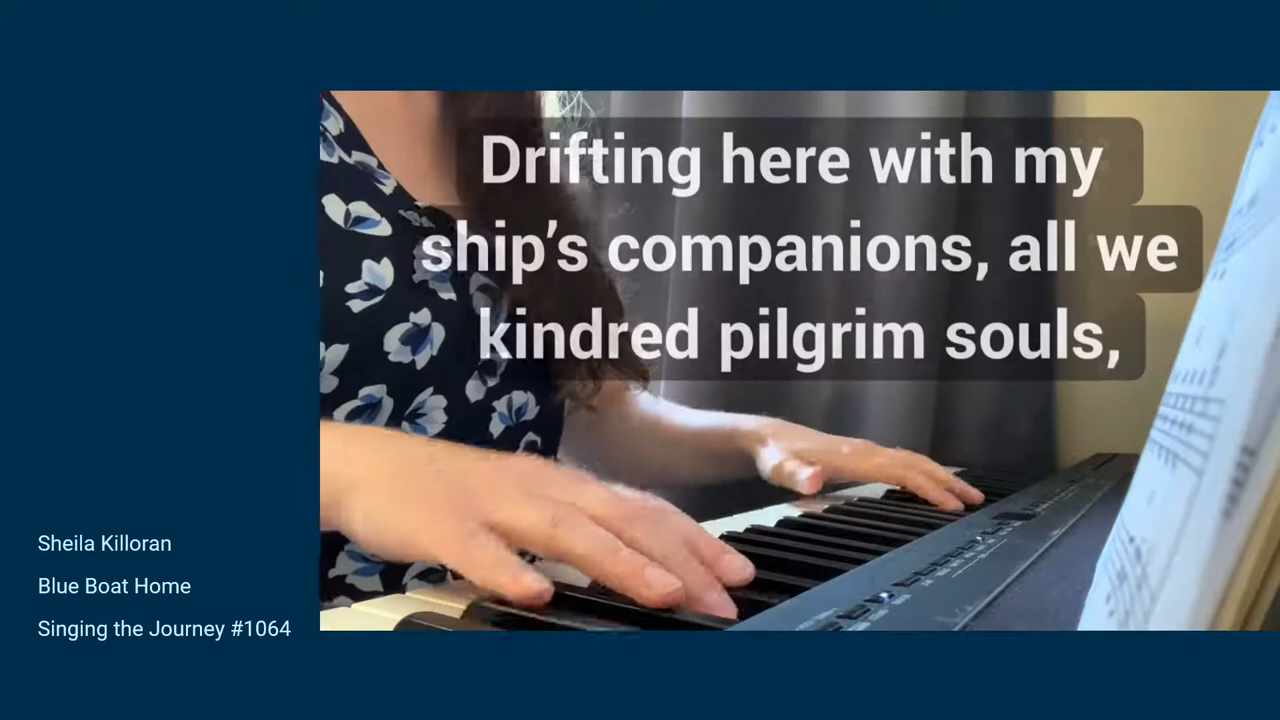 Drifting here with my
ship’s companions, all we
kindred pilgrim souls,
Sheila Killoran
Blue Boat Home
Singing the Journey #1064